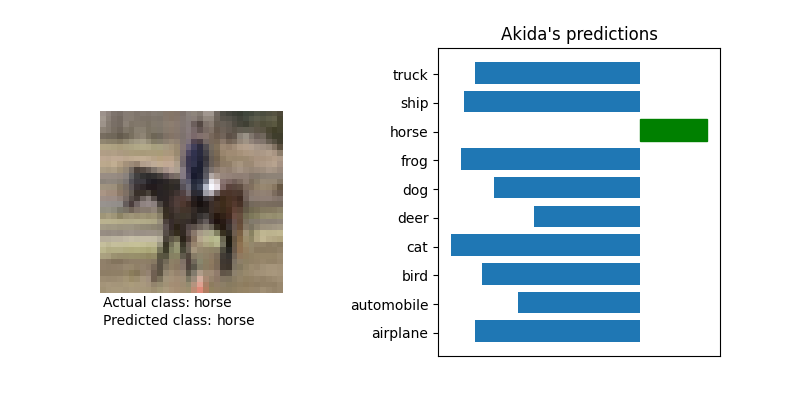 Akida's predictions
truck
ship
horse
frog
dog
deer
cat
bird
automobile
airplane
Actual class: horse
Predicted class: horse